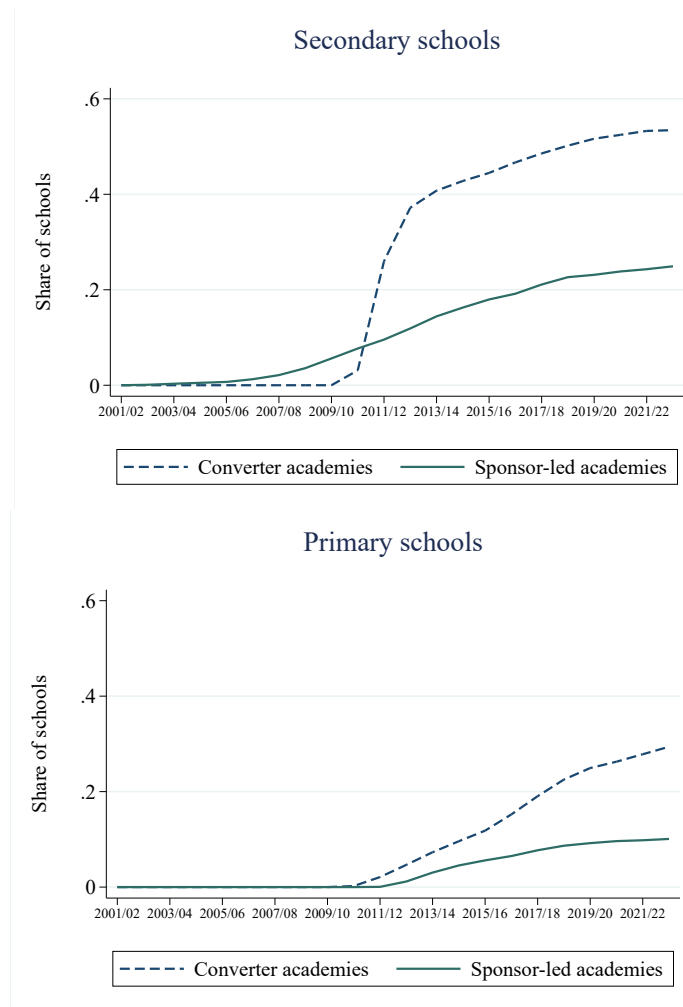 Secondary schools
.6
.4
.2
0
Share of schools
2001/02 2003/04 2005/06 2007/08 2009/10 2011/12 2013/14 2015/16 2017/18 2019/20 2021/22
Converter academies Sponsor-led academies
Primary schools
.6
.4
.2
0
Share of schools
2001/02 2003/04 2005/06 2007/08 2009/10 2011/12 2013/14 2015/16 2017/18 2019/20 2021/22
Converter academies Sponsor-led academies